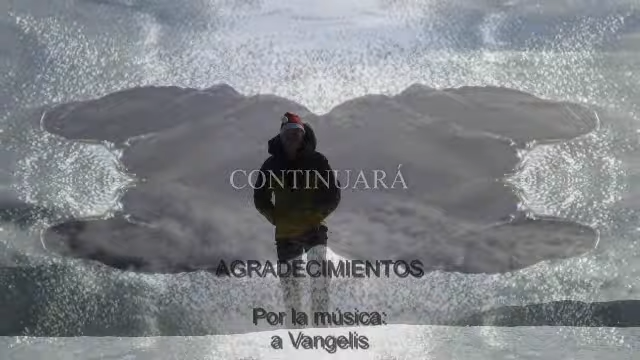 CONTINUARÁ
AGRADECIMIENTOS
Por la música:
a Vangelis